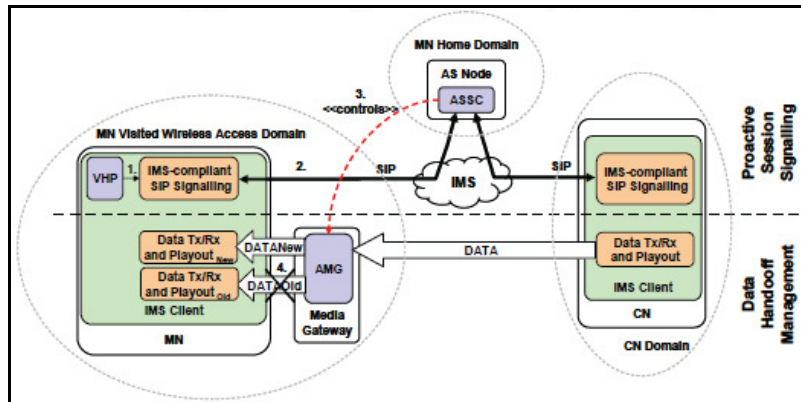 MN Home Domain
AS Node
ASSC
3.
<<controls>>
MN Visited Wireless Access Domain
VHP
1.
IMS-compliant
SIP Signalling
2.
SIP
IMS
SIP
IMS-compliant
SIP Signalling
Proactive
Session
Signalling
Data Tx/Rx
and Playout New
DATANew
Data Tx/Rx
and Playout Old
4.
DATAOld
AMG
DATA
Data Tx/Rx
and Playout
IMS Client
MN
Media
Gateway
IMS Client
CN
CN Domain
Data
Handooff
Management